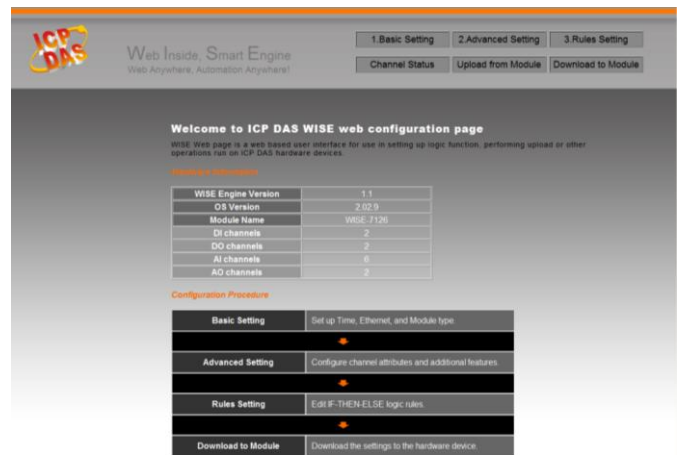 ICP
DAS
Web Inside, Smart Engine
Web Anywhere, Automation Anywhere!
1.Basic Setting
2.Advanced Setting
3.Rules Setting
Channel Status
Upload from Module
Download to Module
Welcome to ICP DAS WISE web configuration page
WISE Web page is a web based user interface for use in setting up logic function, performing upload or other
operations run on ICP DAS hardware devices.
Hardware Information
WISE Engine Version 1.1
OS Version 2.02.9
Module Name WISE-7126
DI channels 2
DO channels 2
AI channels 6
AO channels 2
Configuration Procedure
Basic Setting Set up Time, Ethernet, and Module type.
Advanced Setting Configure channel attributes and additional features.
Rules Setting Edit IF-THEN-ELSE logic rules.
Download to Module Download the settings to the hardware device.